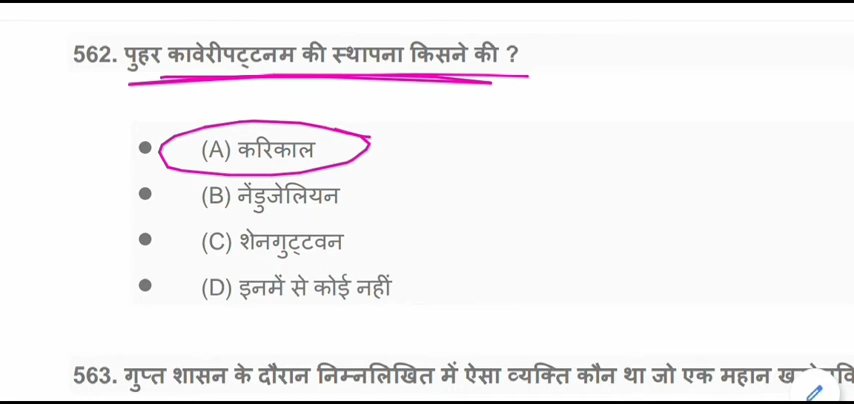 562. पुहर कावेरीपट्टनम की स्थापना किसने की ?
(A) करिकाल
(B) नेंडुजेलियन
(C) शेनगुट्टवन
(D) इनमें से कोई नहीं
563. गुप्त शासन के दौरान निम्नलिखित में ऐसा व्यक्ति कौन था जो एक महान